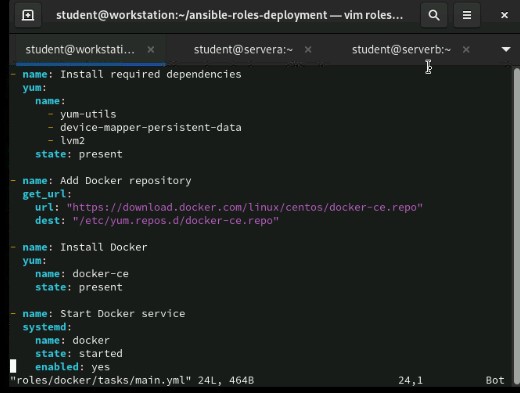 student@workstation:~/ansible-roles-deployment — vim roles...
student@workstati... × student@servera:~ × student@serverb:~ ×
- name: Install required dependencies
  yum:
    name:
      - yum-utils
      - device-mapper-persistent-data
      - lvm2
    state: present

- name: Add Docker repository
  get_url:
    url: "https://download.docker.com/linux/centos/docker-ce.repo"
    dest: "/etc/yum.repos.d/docker-ce.repo"

- name: Install Docker
  yum:
    name: docker-ce
    state: present

- name: Start Docker service
  systemd:
    name: docker
    state: started
    enabled: yes
"roles/docker/tasks/main.yml" 24L, 464B 24,1 Bot